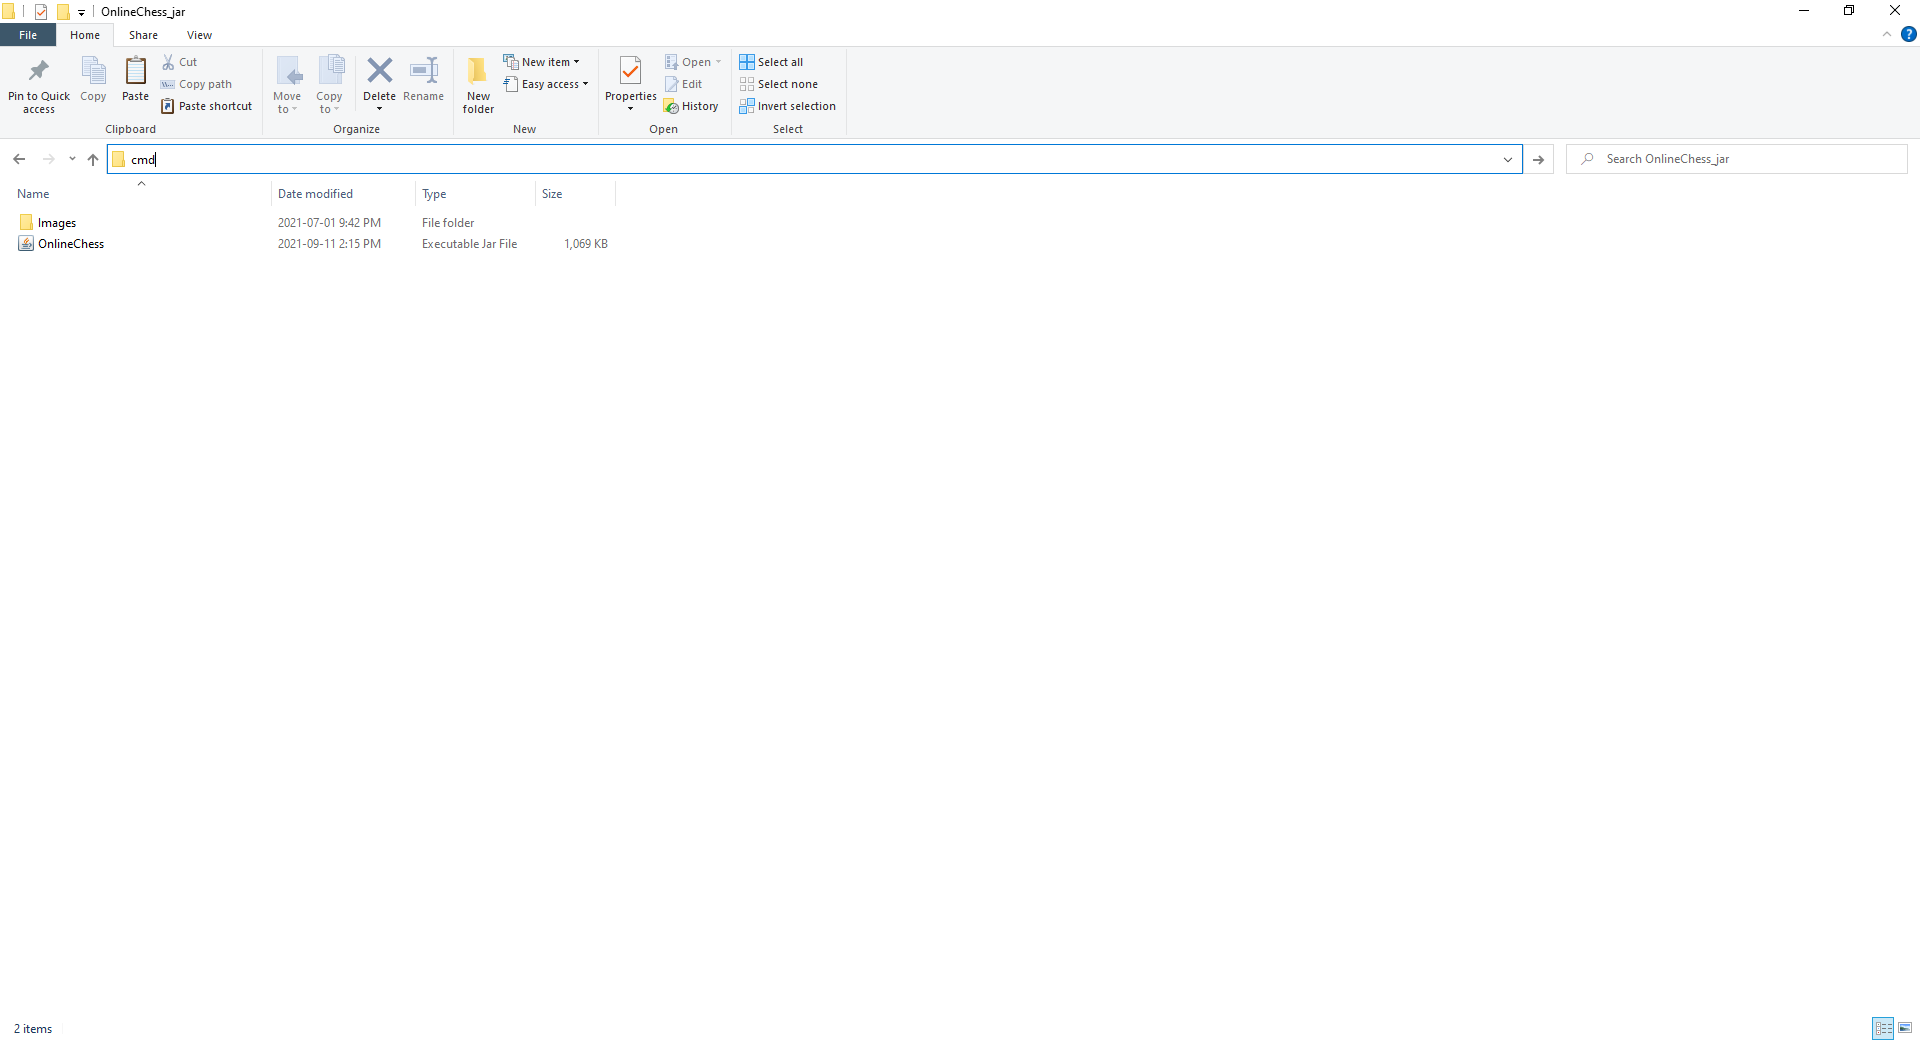 OnlineChess_jar
File Home Share View
Pin to Quick access
Copy
Paste
Cut
Copy path
Paste shortcut
Clipboard
Move to
Copy to
Delete
Rename
Organize
New folder
New item
Easy access
New
Properties
Open
Edit
History
Open
Select all
Select none
Invert selection
Select
cmd
Search OnlineChess_jar
Name Date modified Type Size
Images 2021-07-01 9:42 PM File folder
OnlineChess 2021-09-11 2:15 PM Executable Jar File 1,069 KB
2 items